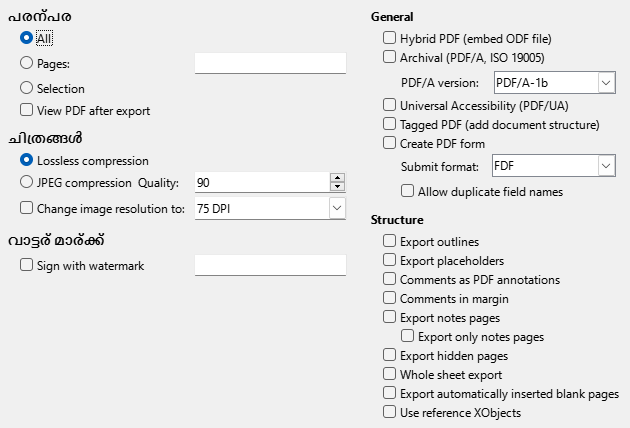 പരന്പര
All
Pages:
Selection
View PDF after export
ചിത്രങ്ങൾ
Lossless compression
JPEG compression Quality: 90
Change image resolution to: 75 DPI
വാട്ടര് മാര്ക്ക്
Sign with watermark
General
Hybrid PDF (embed ODF file)
Archival (PDF/A, ISO 19005)
PDF/A version: PDF/A-1b
Universal Accessibility (PDF/UA)
Tagged PDF (add document structure)
Create PDF form
Submit format: FDF
Allow duplicate field names
Structure
Export outlines
Export placeholders
Comments as PDF annotations
Comments in margin
Export notes pages
Export only notes pages
Export hidden pages
Whole sheet export
Export automatically inserted blank pages
Use reference XObjects